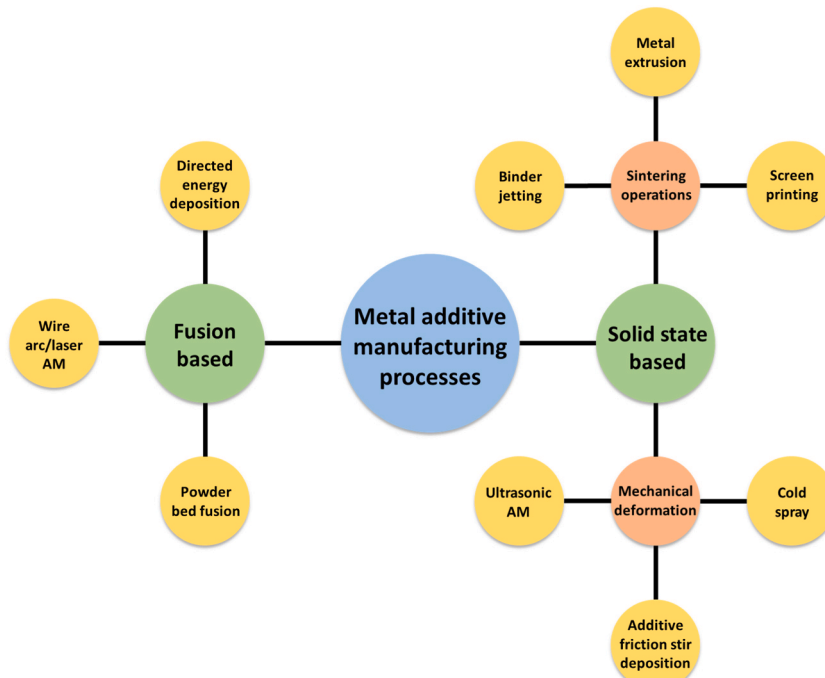 Metal
extrusion
Directed
energy
deposition
Binder
jetting
Sintering
operations
Screen
printing
Wire
arc/laser
AM
Fusion
based
Metal additive
manufacturing
processes
Solid state
based
Powder
bed fusion
Ultrasonic
AM
Mechanical
deformation
Cold
spray
Additive
friction stir
deposition